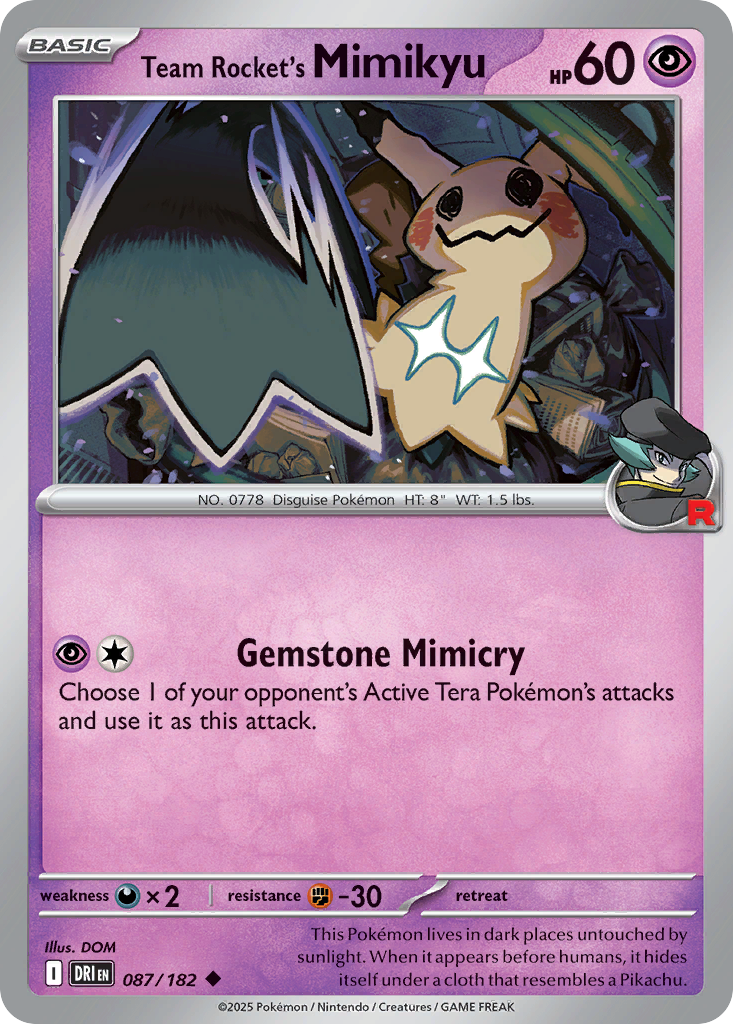 BASIC
Team Rocket's Mimikyu
HP 60
NO. 0778 Disguise Pokémon HT: 8" WT: 1.5 lbs.
R
Gemstone Mimicry
Choose 1 of your opponent's Active Tera Pokémon's attacks
and use it as this attack.
weakness ×2 resistance -30 retreat
Illus. DOM
This Pokémon lives in dark places untouched by
sunlight. When it appears before humans, it hides
itself under a cloth that resembles a Pikachu.
I DRI EN 087/182
©2025 Pokémon / Nintendo / Creatures / GAME FREAK